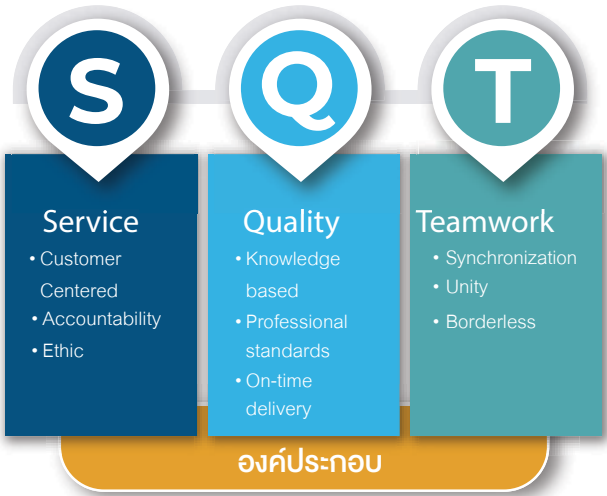 S
Service
• Customer
Centered
• Accountability
• Ethic
Q
Quality
• Knowledge
based
• Professional
standards
• On-time
delivery
T
Teamwork
• Synchronization
• Unity
• Borderless
องค์ประกอบ